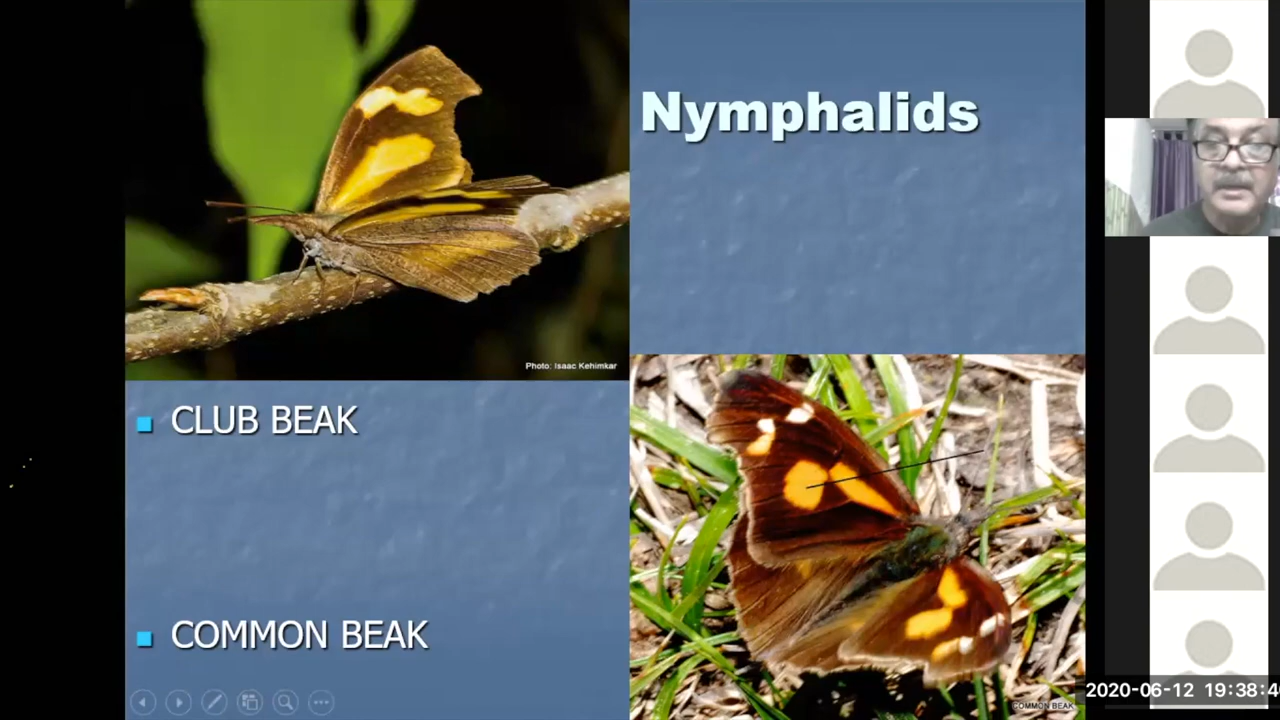 Nymphalids
Photo: Isaac Kehimkar
CLUB BEAK
COMMON BEAK
COMMON BEAK
2020-06-12 19:38:4